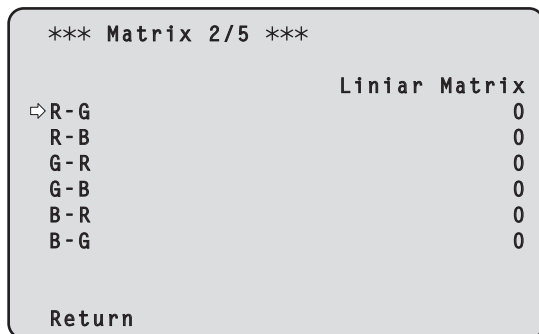 *** Matrix 2/5 ***
Liniar Matrix
⇨R-G 0
R-B 0
G-R 0
G-B 0
B-R 0
B-G 0
Return